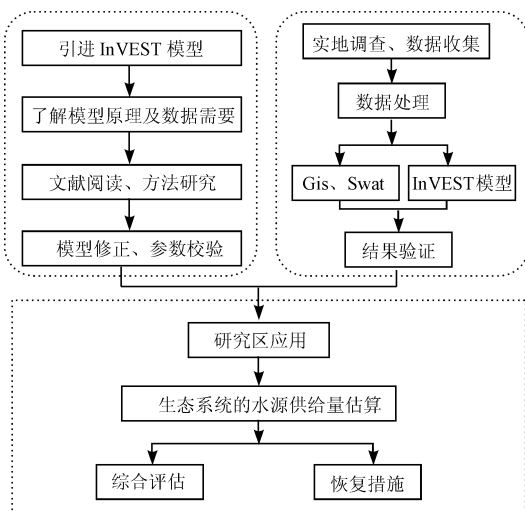 引进 InVEST 模型
了解模型原理及数据需要
文献阅读、方法研究
模型修正、参数校验
实地调查、数据收集
数据处理
Gis、Swat
InVEST模型
结果验证
研究区应用
生态系统的水源供给量估算
综合评估
恢复措施